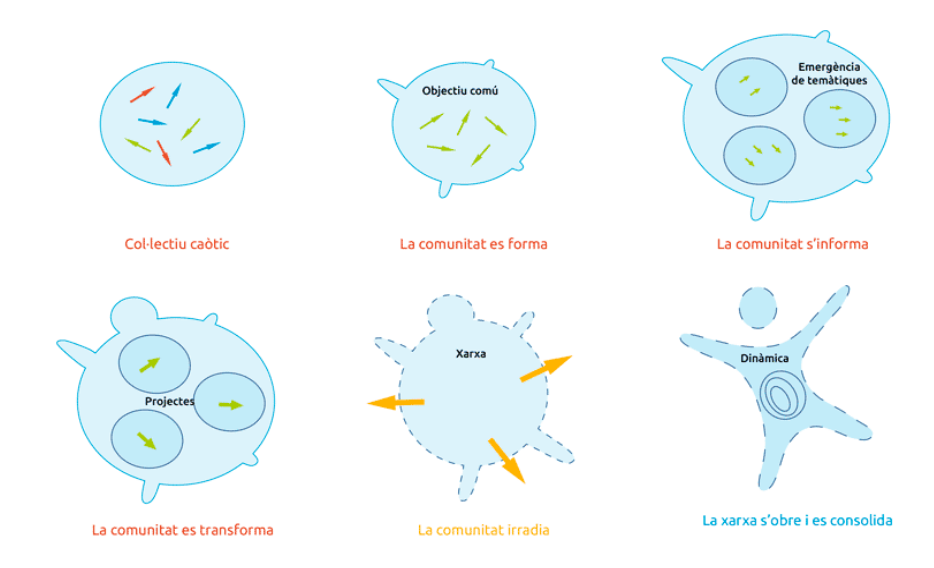 Col·lectiu caòtic
Objectiu comú
La comunitat es forma
Emergència
de temàtiques
La comunitat s'informa
Projectes
La comunitat es transforma
Xarxa
La comunitat irradia
Dinàmica
La xarxa s'obre i es consolida